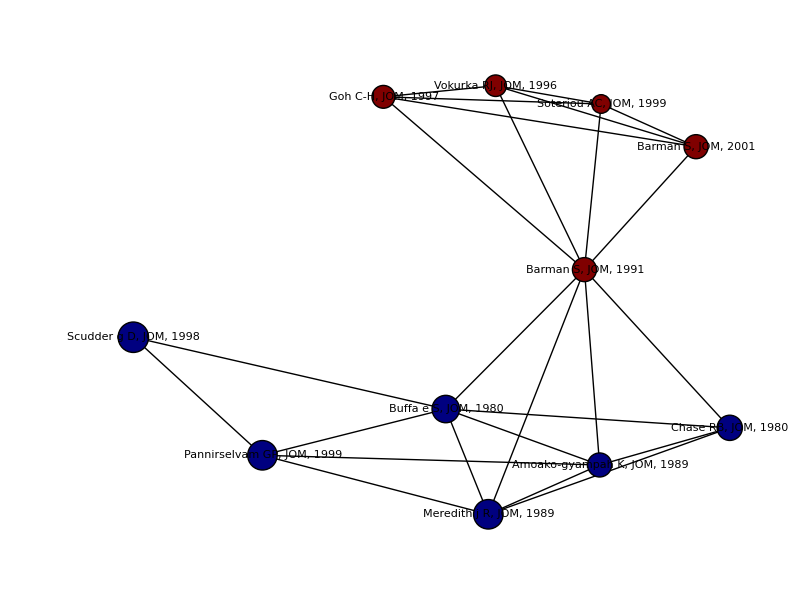 Vokurka RJ, JOM, 1996
Goh C-H, JOM, 1997
Soteriou AC, JOM, 1999
Barman S, JOM, 2001
Barman S, JOM, 1991
Scudder JOM, 1998
Buffa JOM, 1980
Chase JOM, 1980
Pannirselvam JOM, 1999
Amoako-gyampah K, JOM, 1989
Meredith JOM, 1989